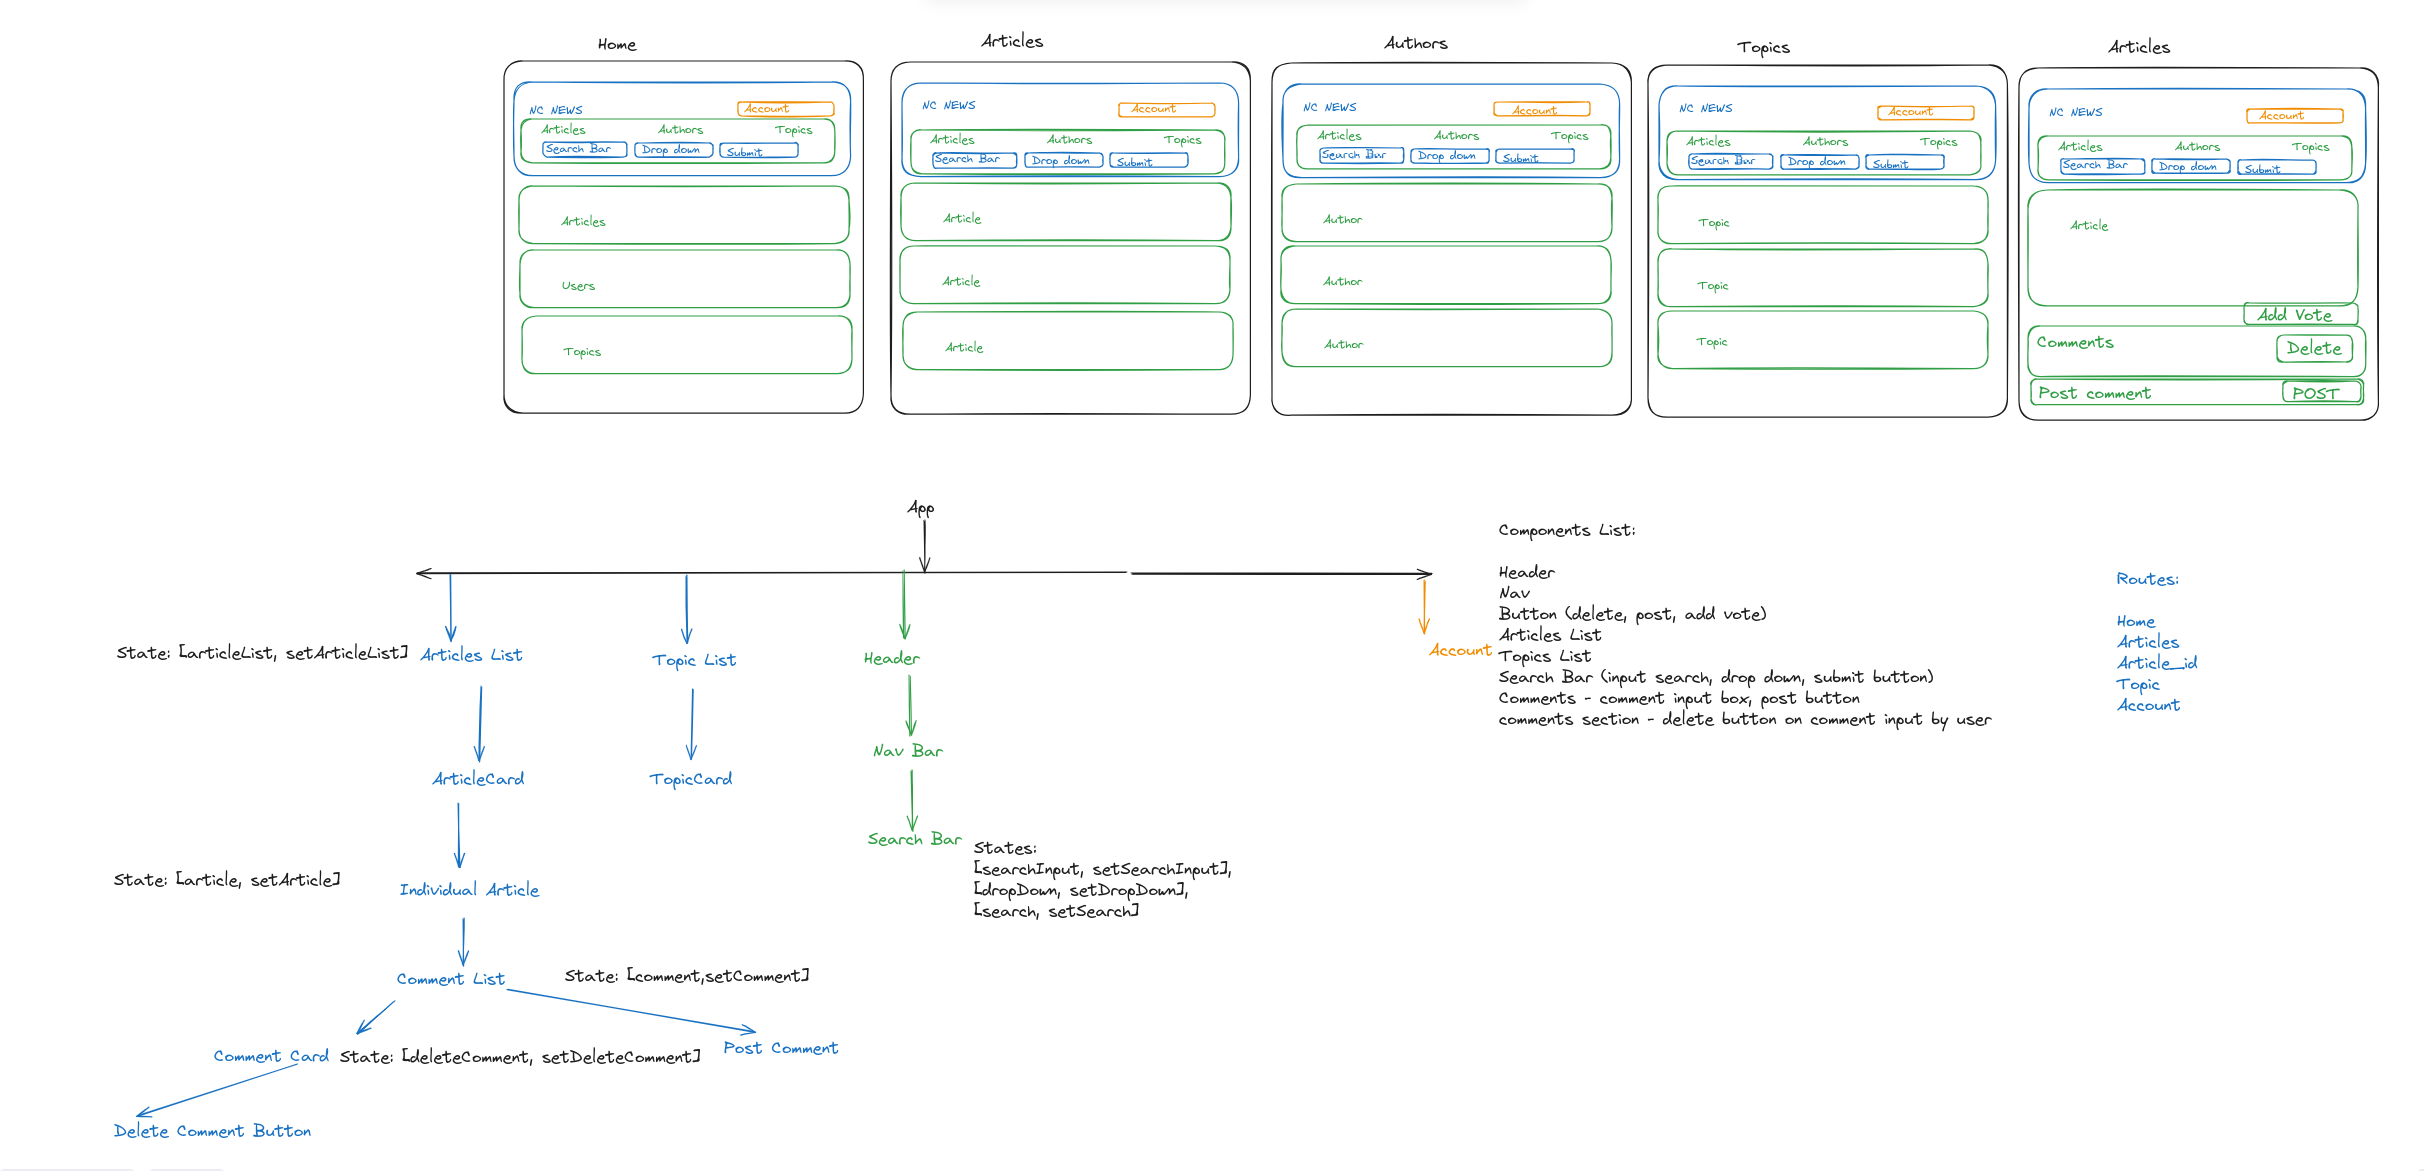 Home
NC NEWS
Account
Articles Authors Topics
Search Bar Drop down Submit
Articles
Users
Topics
Articles
NC NEWS
Account
Articles Authors Topics
Search Bar Drop down Submit
Article
Article
Article
Authors
NC NEWS
Account
Articles Authors Topics
Search Bar Drop down Submit
Author
Author
Author
Topics
NC NEWS
Account
Articles Authors Topics
Search Bar Drop down Submit
Topic
Topic
Topic
Articles
NC NEWS
Account
Articles Authors Topics
Search Bar Drop down Submit
Article
Add Vote
Comments
Delete
Post comment
POST
App
State: [articleList, setArticleList]
Articles List
Topic List
Header
Account
ArticleCard
TopicCard
Nav Bar
Search Bar
States:
[searchInput, setSearchInput],
[dropDown, setDropDown],
[search, setSearch]
State: [article, setArticle]
Individual Article
Comment List
State: [comment,setComment]
Comment Card
State: [deleteComment, setDeleteComment]
Post Comment
Delete Comment Button
Components List:
Header
Nav
Button (delete, post, add vote)
Articles List
Topics List
Search Bar (input search, drop down, submit button)
Comments - comment input box, post button
comments section - delete button on comment input by user
Routes:
Home
Articles
Article_id
Topic
Account